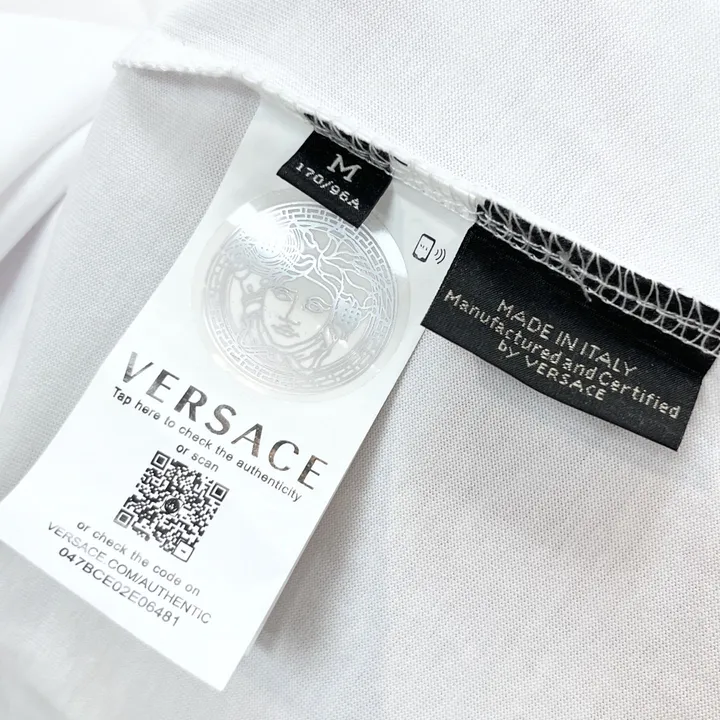 M
170/96A
VERSACE
Tap here to check the authenticity
or scan
or check the code on
VERSACE.COM/AUTHENTIC
047BCE02E06481
MADE IN ITALY
Manufactured and Certified
by VERSACE